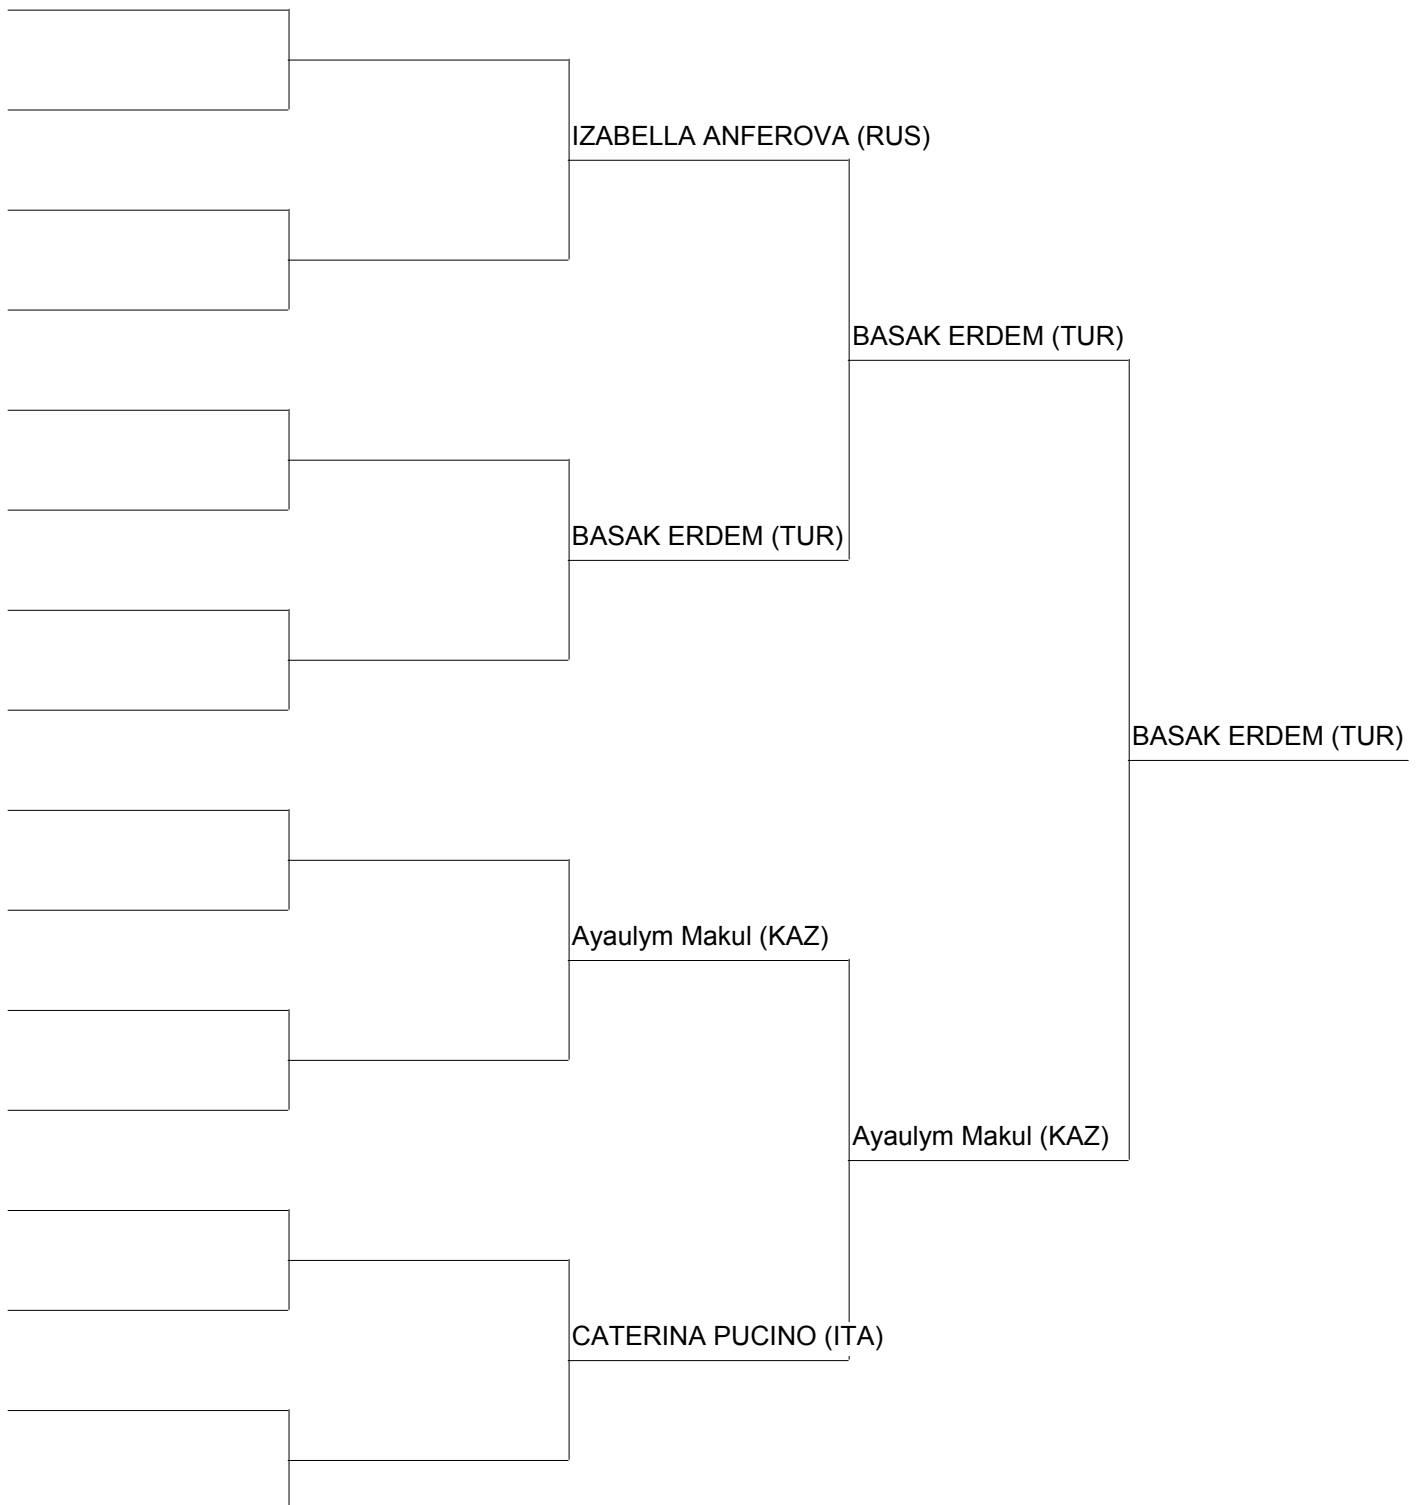 IZABELLA ANFEROVA (RUS)
BASAK ERDEM (TUR)
BASAK ERDEM (TUR)
BASAK ERDEM (TUR)
Ayaulym Makul (KAZ)
Ayaulym Makul (KAZ)
CATERINA PUCINO (ITA)